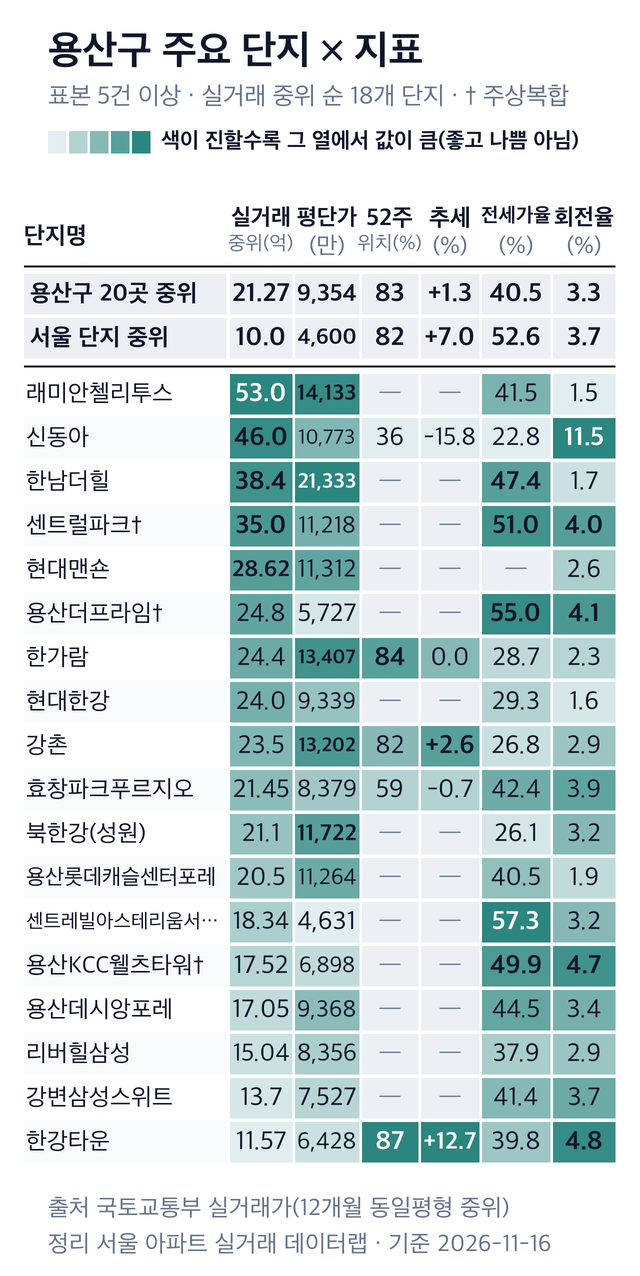 용산구 주요 단지 × 지표
표본 5건 이상 · 실거래 중위 순 18개 단지 · † 주상복합
색이 진할수록 그 열에서 값이 큼(좋고 나쁨 아님)
단지명 실거래 중위(억) 평단가 (만) 52주 위치(%) 추세 (%) 전세가율 (%) 회전율 (%)
용산구 20곳 중위 21.27 9,354 83 +1.3 40.5 3.3
서울 단지 중위 10.0 4,600 82 +7.0 52.6 3.7
래미안첼리투스 53.0 14,133 — — 41.5 1.5
신동아 46.0 10,773 36 -15.8 22.8 11.5
한남더힐 38.4 21,333 — — 47.4 1.7
센트럴파크† 35.0 11,218 — — 51.0 4.0
현대맨숀 28.62 11,312 — — — 2.6
용산더프라임† 24.8 5,727 — — 55.0 4.1
한가람 24.4 13,407 84 0.0 28.7 2.3
현대한강 24.0 9,339 — — 29.3 1.6
강촌 23.5 13,202 82 +2.6 26.8 2.9
효창파크푸르지오 21.45 8,379 59 -0.7 42.4 3.9
북한강(성원) 21.1 11,722 — — 26.1 3.2
용산롯데캐슬센터포레 20.5 11,264 — — 40.5 1.9
센트레빌아스테리움서… 18.34 4,631 — — 57.3 3.2
용산KCC웰츠타워† 17.52 6,898 — — 49.9 4.7
용산데시앙포레 17.05 9,368 — — 44.5 3.4
리버힐삼성 15.04 8,356 — — 37.9 2.9
강변삼성스위트 13.7 7,527 — — 41.4 3.7
한강타운 11.57 6,428 87 +12.7 39.8 4.8
출처 국토교통부 실거래가(12개월 동일평형 중위)
정리 서울 아파트 실거래 데이터랩 · 기준 2026-11-16